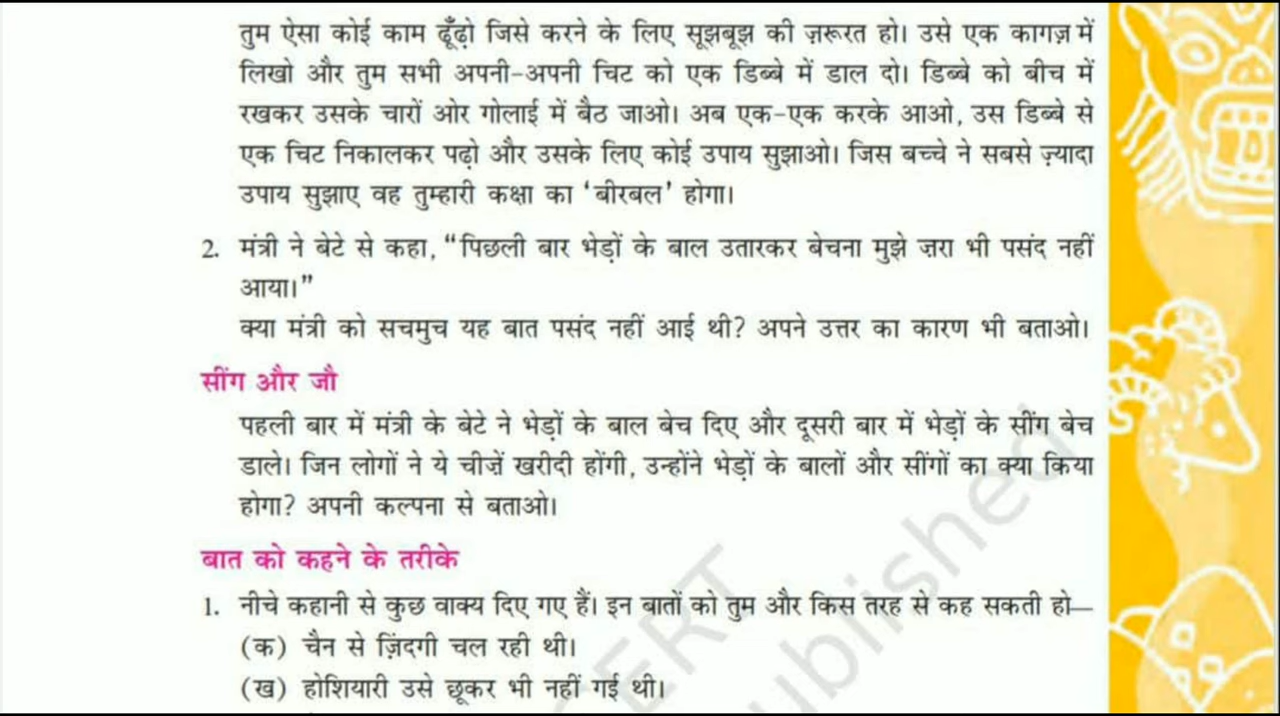 तुम ऐसा कोई काम ढूँढ़ो जिसे करने के लिए सूझबूझ की ज़रूरत हो। उसे एक कागज़ में
लिखो और तुम सभी अपनी-अपनी चिट को एक डिब्बे में डाल दो। डिब्बे को बीच में
रखकर उसके चारों ओर गोलाई में बैठ जाओ। अब एक-एक करके आओ, उस डिब्बे से
एक चिट निकालकर पढ़ो और उसके लिए कोई उपाय सुझाओ। जिस बच्चे ने सबसे ज़्यादा
उपाय सुझाए वह तुम्हारी कक्षा का ‘बीरबल’ होगा।
2. मंत्री ने बेटे से कहा, “पिछली बार भेड़ों के बाल उतारकर बेचना मुझे ज़रा भी पसंद नहीं
आया।”
क्या मंत्री को सचमुच यह बात पसंद नहीं आई थी? अपने उत्तर का कारण भी बताओ।
सींग और जौ
पहली बार में मंत्री के बेटे ने भेड़ों के बाल बेच दिए और दूसरी बार में भेड़ों के सींग बेच
डाले। जिन लोगों ने ये चीज़ें खरीदी होंगी, उन्होंने भेड़ों के बालों और सींगों का क्या किया
होगा? अपनी कल्पना से बताओ।
बात को कहने के तरीके
1. नीचे कहानी से कुछ वाक्य दिए गए हैं। इन बातों को तुम और किस तरह से कह सकती हो—
(क) चैन से ज़िंदगी चल रही थी।
(ख) होशियारी उसे छूकर भी नहीं गई थी।